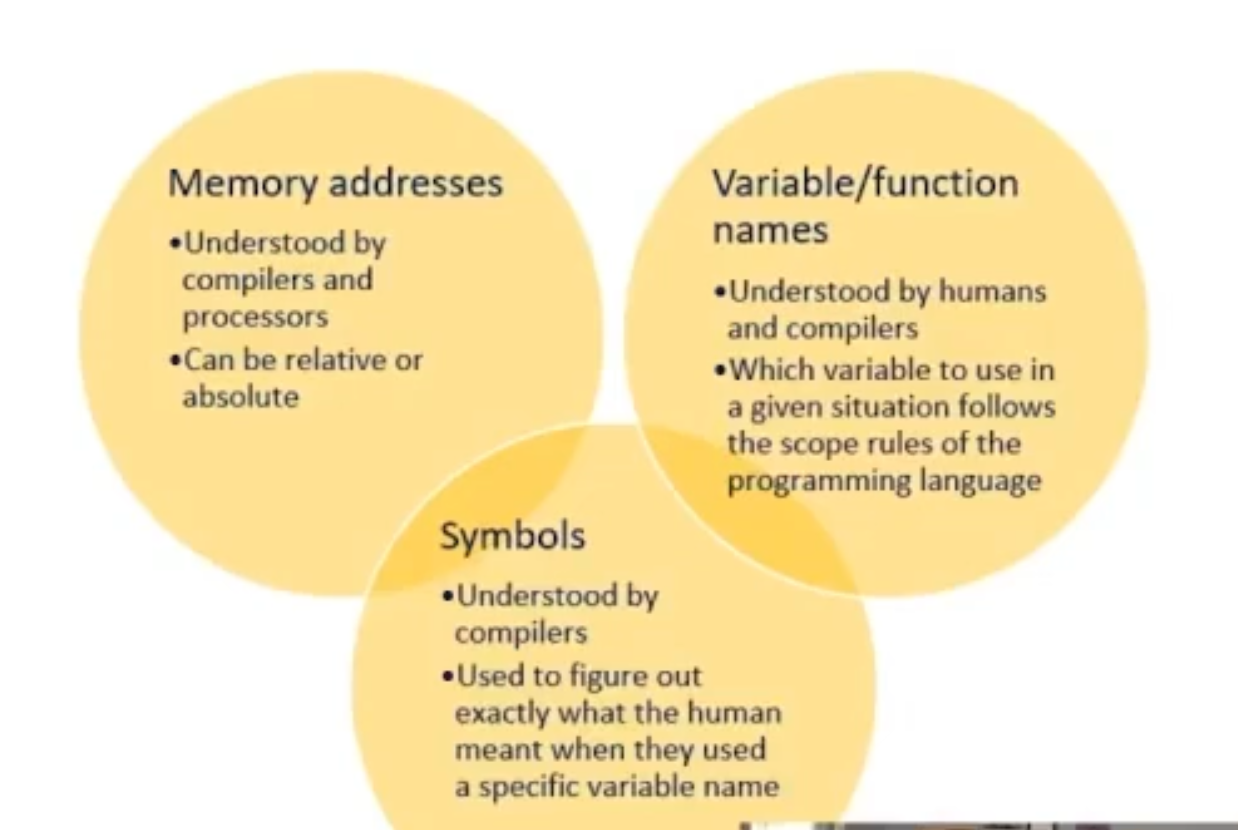 Memory addresses
•Understood by
compilers and
processors
•Can be relative or
absolute
Variable/function
names
•Understood by humans
and compilers
•Which variable to use in
a given situation follows
the scope rules of the
programming language
Symbols
•Understood by
compilers
•Used to figure out
exactly what the human
meant when they used
a specific variable name